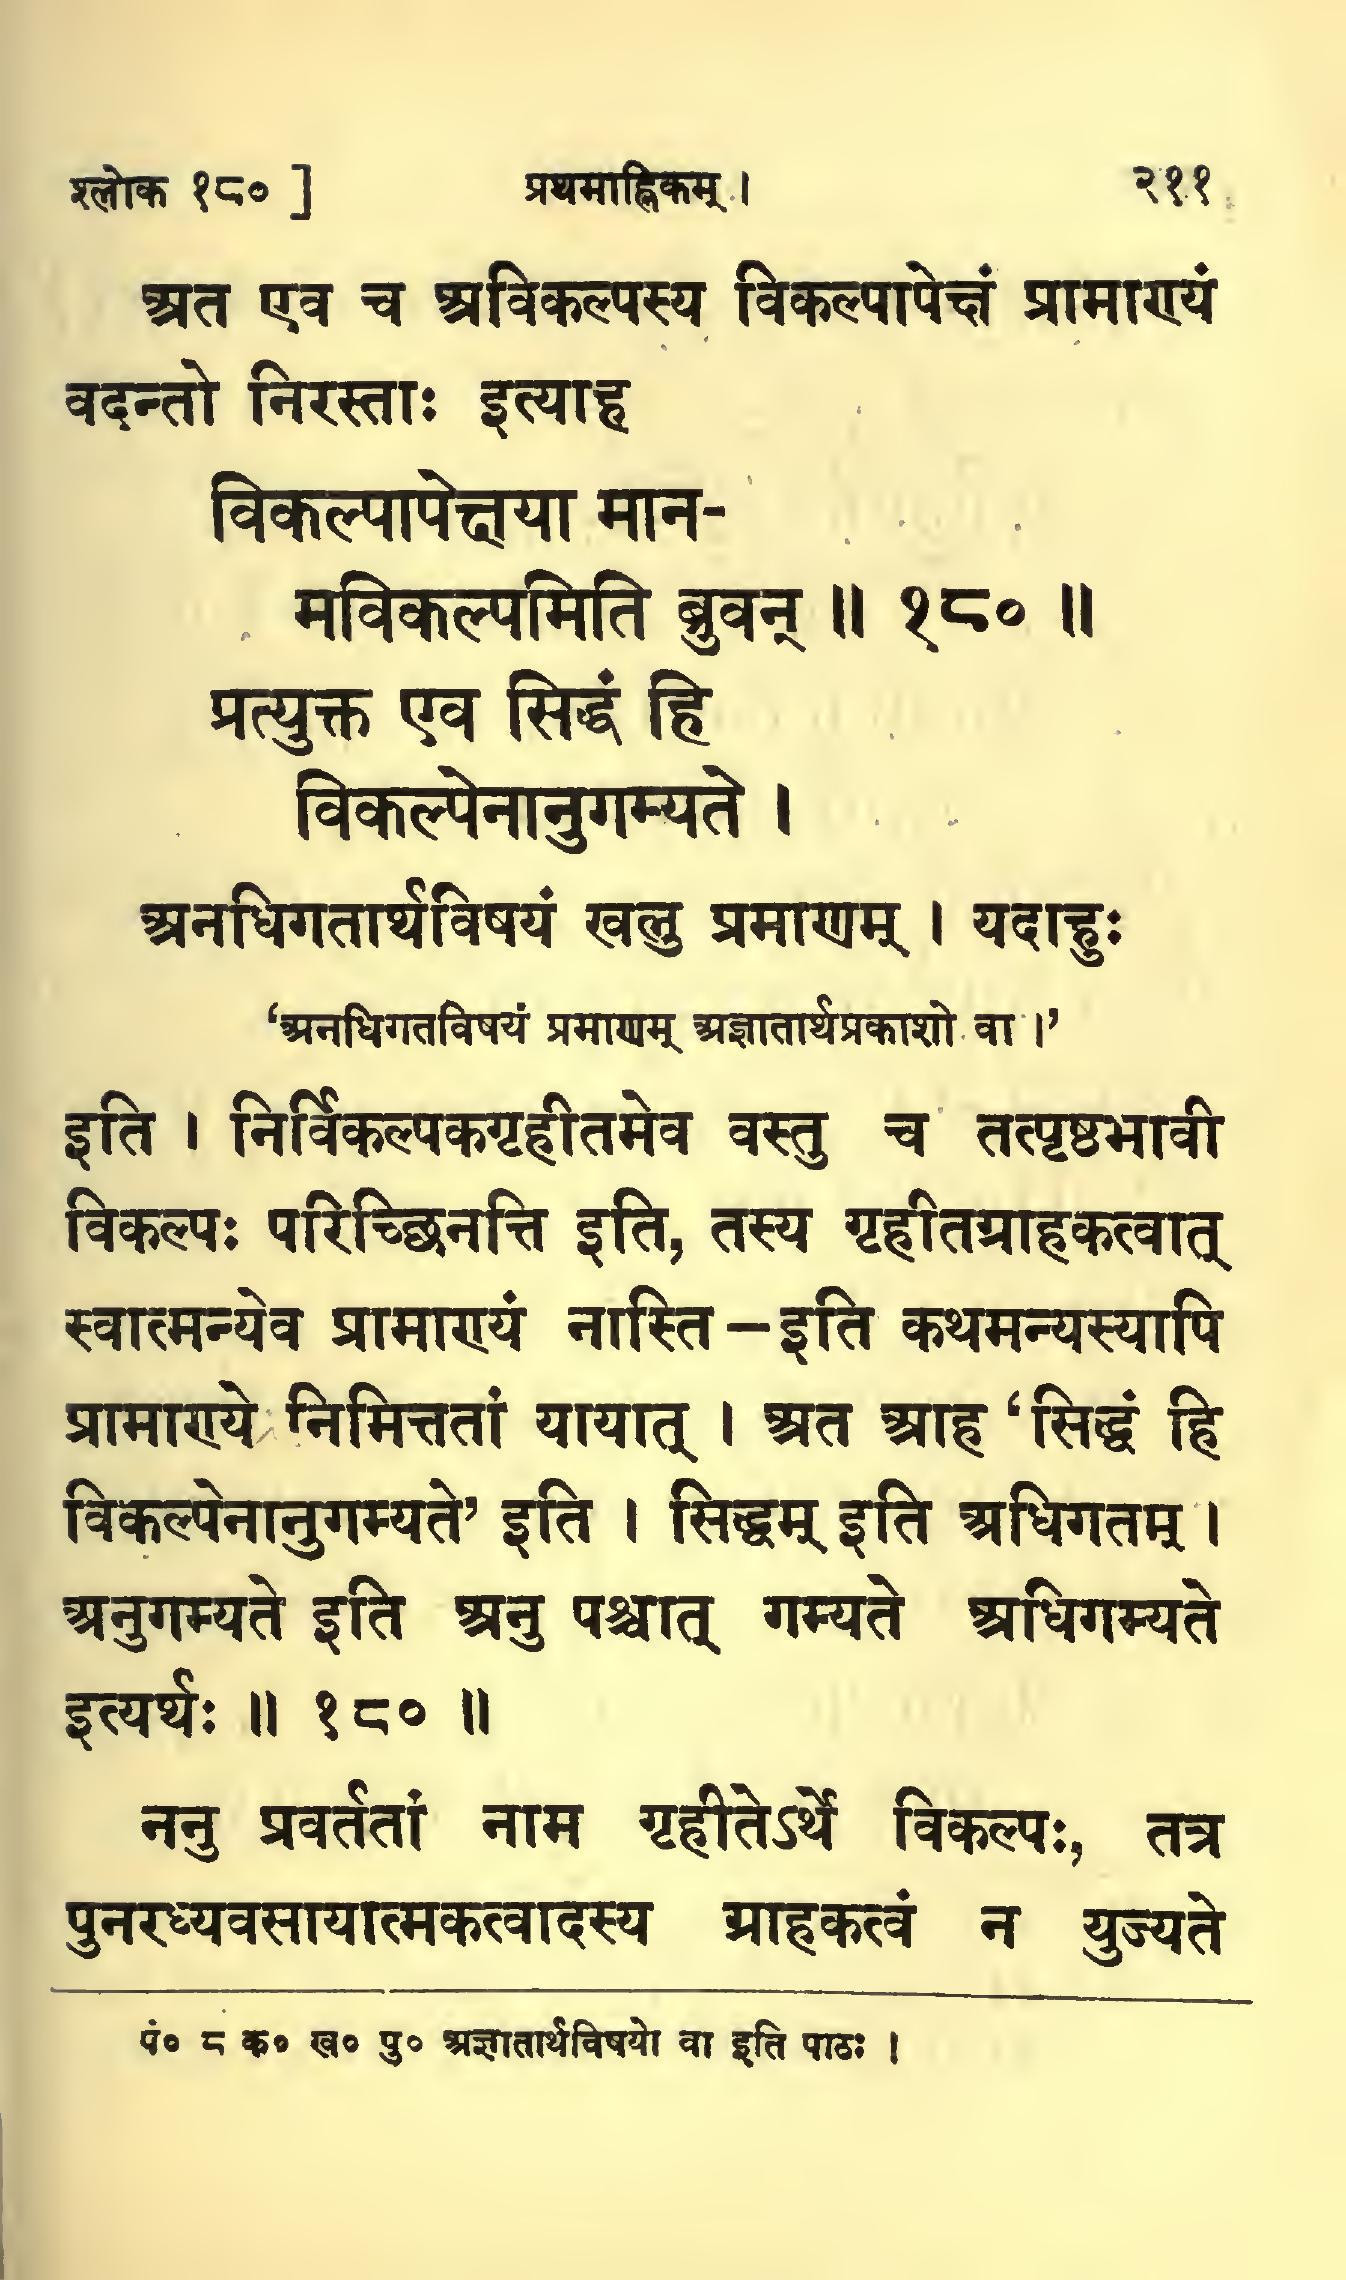 श्लोक १८० ] प्रथमाह्निकम् । २११
अत एव च अविकल्पस्य विकल्पापेक्षं प्रामाण्यं
वदन्तो निरस्ताः इत्याह
विकल्पापेक्षया मान-
मविकल्पमिति ब्रुवन् ॥ १८० ॥
प्रत्युक्त एव सिद्धं हि
विकल्पेनानुगम्यते ।
अनधिगतार्थविषयं खलु प्रमाणम् । यदाहुः
‘अनधिगतविषयं प्रमाणम् अज्ञातार्थप्रकाशो वा ।’
इति । निर्विकल्पकगृहीतमेव वस्तु च तत्पृष्ठभावी
विकल्पः परिच्छिनत्ति इति, तस्य गृहीतग्राहकत्वात्
स्वात्मन्येव प्रामाण्यं नास्ति – इति कथमन्यस्यापि
प्रामाण्ये निमित्ततां यायात् । अत आह ‘सिद्धं हि
विकल्पेनानुगम्यते’ इति । सिद्धम् इति अधिगतम् ।
अनुगम्यते इति अनु पश्चात् गम्यते अधिगम्यते
इत्यर्थः ॥ १८० ॥
ननु प्रवर्ततां नाम गृहीतेऽर्थे विकल्पः, तत्र
पुनरध्यवसायात्मकत्वादस्य ग्राहकत्वं न युज्यते
पं० ८ क० ख० पु० अज्ञातार्थविषयो वा इति पाठः ।